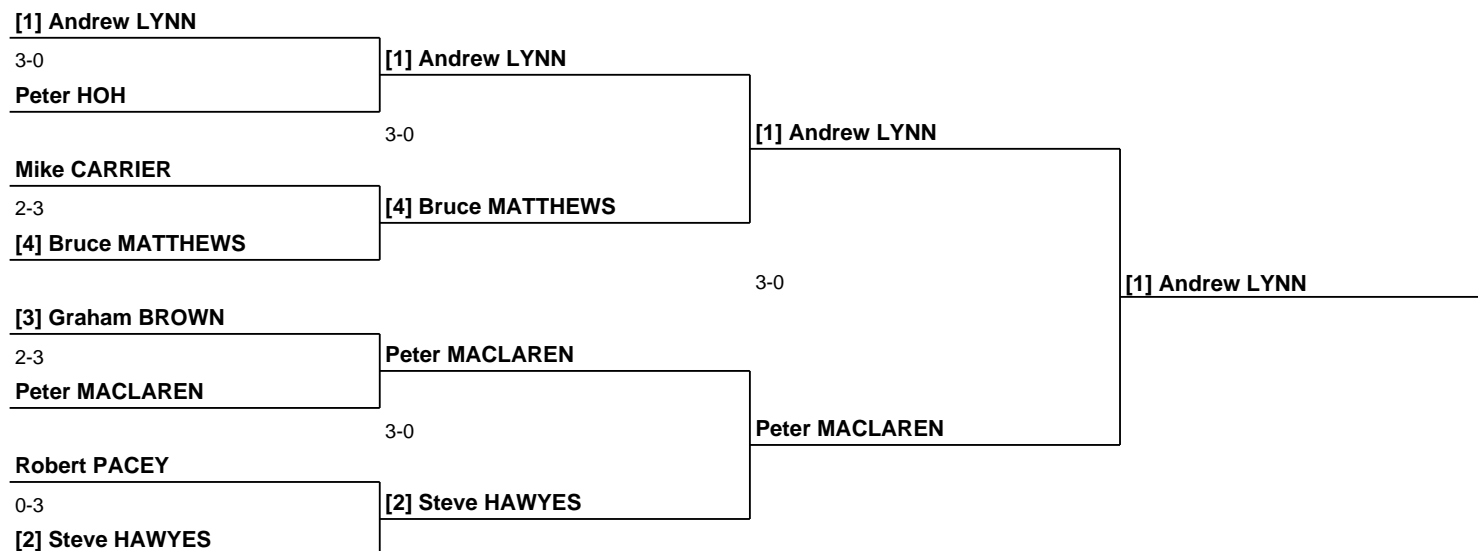 [1] Andrew LYNN
3-0
Peter HOH
Mike CARRIER
2-3
[4] Bruce MATTHEWS
[3] Graham BROWN
2-3
Peter MACLAREN
Robert PACEY
0-3
[2] Steve HAWYES
[1] Andrew LYNN
3-0
[4] Bruce MATTHEWS
Peter MACLAREN
3-0
[2] Steve HAWYES
[1] Andrew LYNN
3-0
Peter MACLAREN
[1] Andrew LYNN